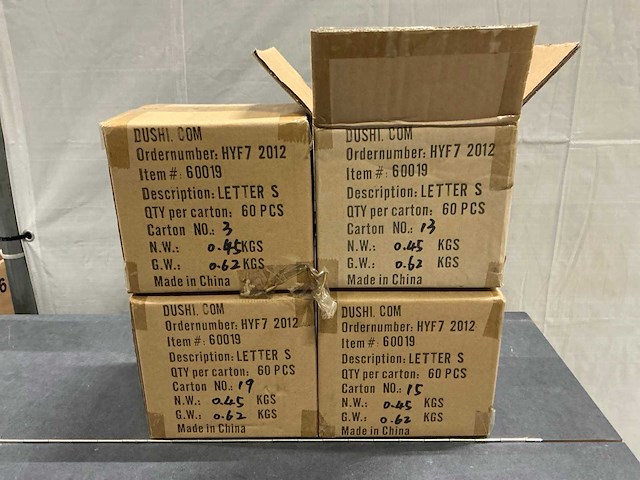 DUSHI. COM
Ordernumber: HYF7 2012
Item#: 60019
Description: LETTER S
QTY per carton: 60 PCS
Carton NO.: 3
N.W.: 0.45KGS
G.W.: 0.62KGS
Made in China
DUSHI. COM
Ordernumber: HYF7 2012
Item#: 60019
Description: LETTER S
QTY per carton: 60 PCS
Carton NO.: 13
N.W.: 0.45 KGS
G.W.: 0.62 KGS
Made in China
DUSHI. COM
Ordernumber: HYF7 2012
Item#: 60019
Description: LETTER S
QTY per carton: 60 PCS
Carton NO.: 19
N.W.: 0.45 KGS
G.W.: 0.62 KGS
Made in China
DUSHI. COM
Ordernumber: HYF7 2012
Item#: 60019
Description: LETTER S
QTY per carton: 60 PCS
Carton NO.: 15
N.W.: 0.45 KGS
G.W.: 0.62 KGS
Made in China